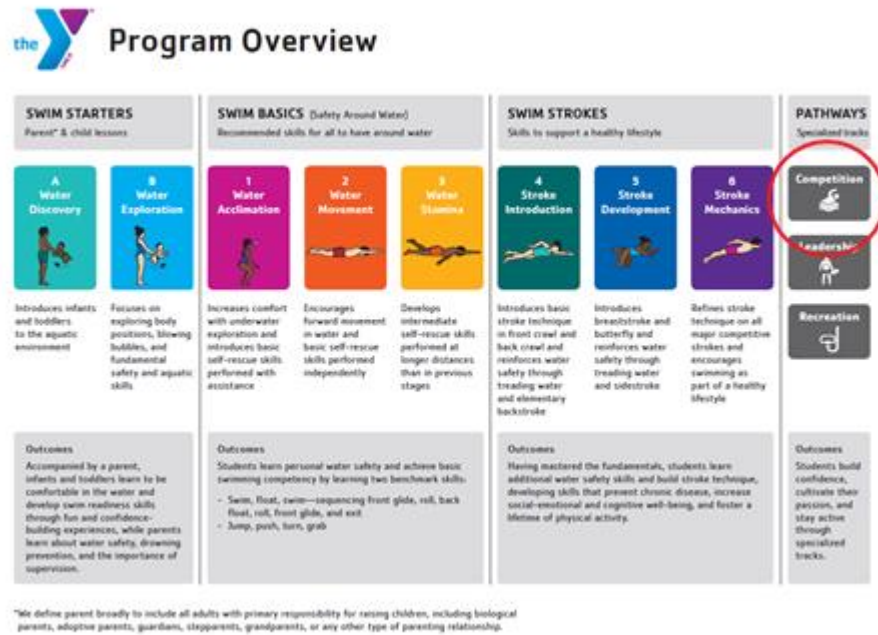 the Y
Program Overview
SWIM STARTERS
Parent* & child lessons
SWIM BASICS (Safety Around Water)
Recommended skills for all to have around water
SWIM STROKES
Skills to support a healthy lifestyle
PATHWAYS
Specialized tracks
A
Water
Discovery
B
Water
Exploration
1
Water
Acclimation
2
Water
Movement
3
Water
Stamina
4
Stroke
Introduction
5
Stroke
Development
6
Stroke
Mechanics
Competition
Leadership
Recreation
Introduces infants
and toddlers
to the aquatic
environment
Focuses on
exploring body
positions, blowing
bubbles, and
fundamental
safety and aquatic
skills
Increases comfort
with underwater
exploration and
introduces basic
self-rescue skills
performed with
assistance
Encourages
forward movement
in water and
basic self-rescue
skills performed
independently
Develops
intermediate
self-rescue skills
performed at
longer distances
than in previous
stages
Introduces basic
stroke technique
in front crawl and
back crawl and
reinforces water
safety through
treading water
and elementary
backstroke
Introduces
breaststroke and
butterfly and
reinforces water
safety through
treading water
and sidestroke
Refines stroke
technique on all
major competitive
strokes and
encourages
swimming as
part of a healthy
lifestyle
Outcomes
Accompanied by a parent,
infants and toddlers learn to be
comfortable in the water and
develop swim readiness skills
through fun and confidence-
building experiences, while parents
learn about water safety, drowning
prevention, and the importance of
supervision.
Outcomes
Students learn personal water safety and achieve basic
swimming competency by learning two benchmark skills:
- Swim, float, swim—sequencing front glide, roll, back
float, roll, front glide, and exit
- Jump, push, turn, grab
Outcomes
Having mastered the fundamentals, students learn
additional water safety skills and build stroke technique,
developing skills that prevent chronic disease, increase
social-emotional and cognitive well-being, and foster a
lifetime of physical activity.
Outcomes
Students build
confidence,
cultivate their
passion, and
stay active
through
specialized
tracks.
*We define parent broadly to include all adults with primary responsibility for raising children, including biological
parents, adoptive parents, guardians, stepparents, grandparents, or any other type of parenting relationship.